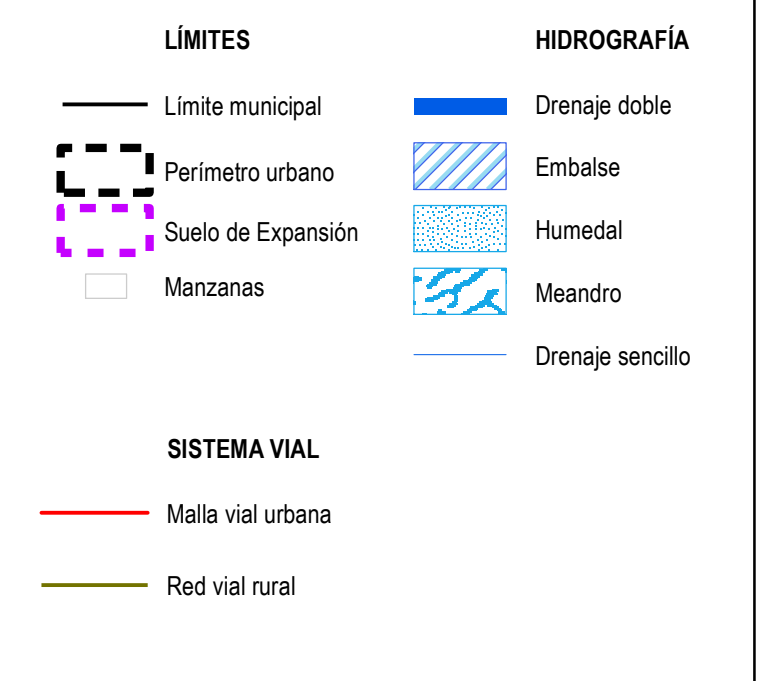 LÍMITES
Límite municipal
Perímetro urbano
Suelo de Expansión
Manzanas
HIDROGRAFÍA
Drenaje doble
Embalse
Humedal
Meandro
Drenaje sencillo
SISTEMA VIAL
Malla vial urbana
Red vial rural